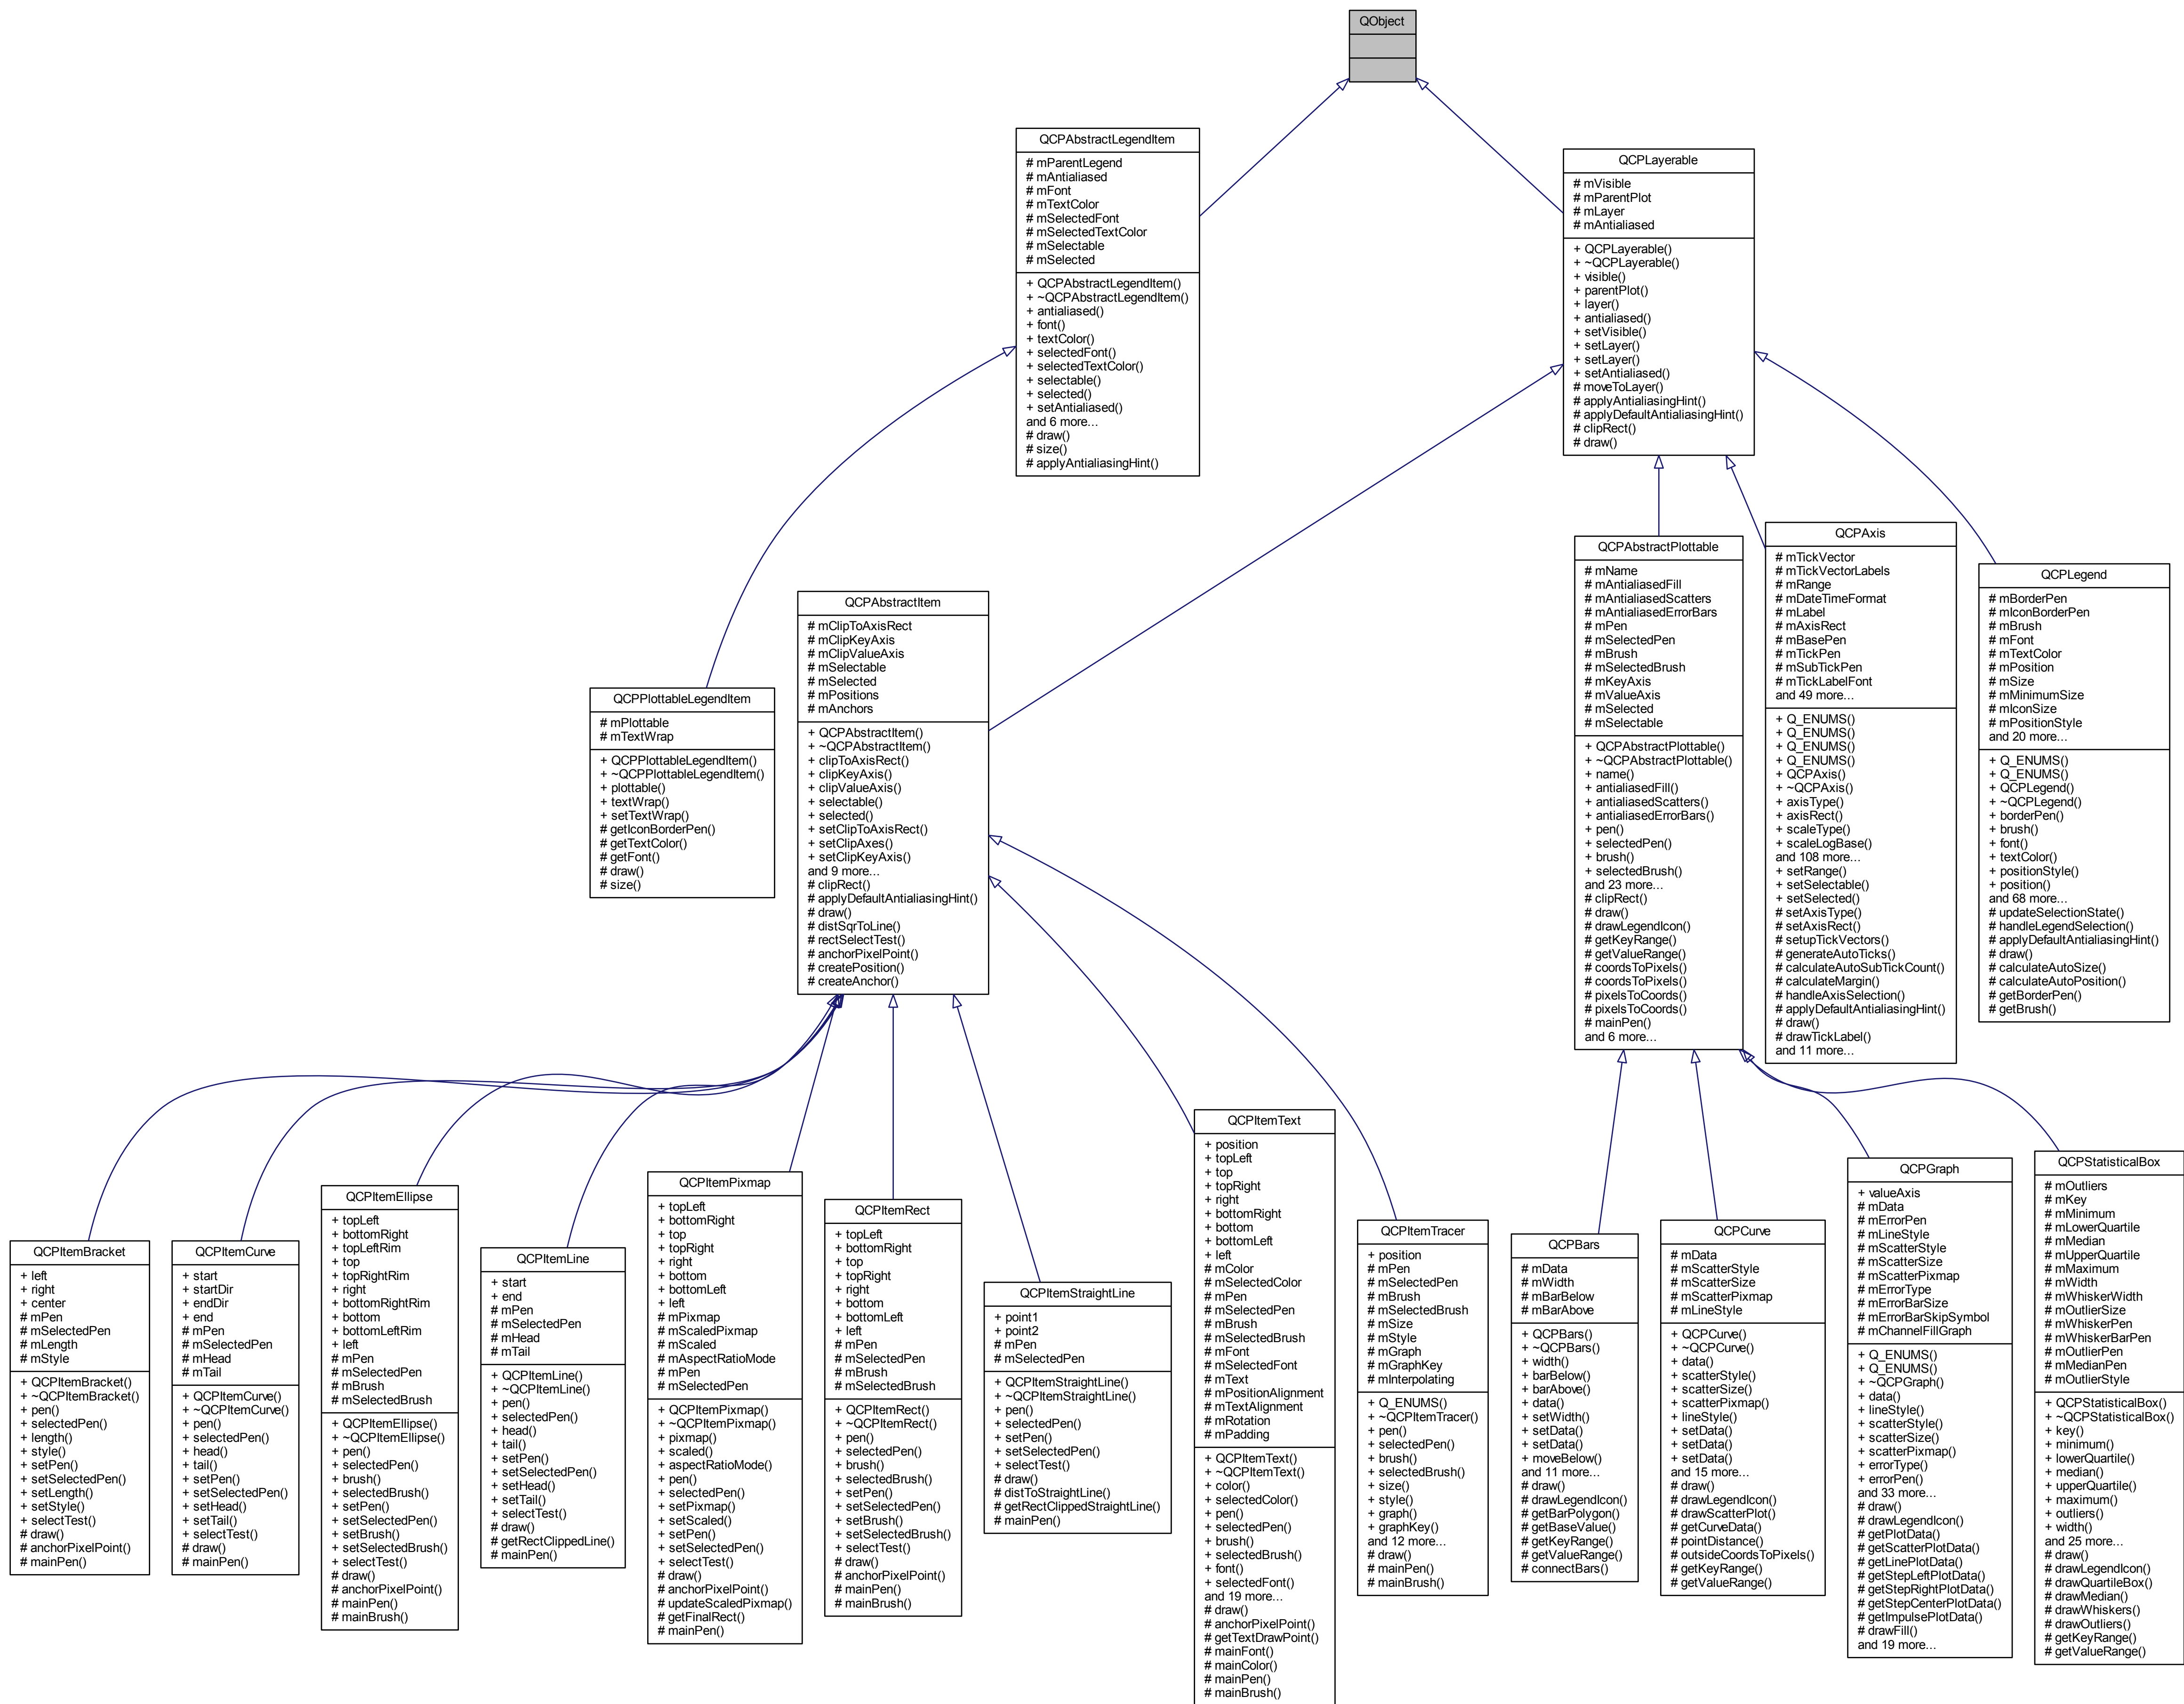 QObject
QCPAbstractLegendItem
# mParentLegend
# mAntialiased
# mFont
# mTextColor
# mSelectedFont
# mSelectedTextColor
# mSelectable
# mSelected
+ QCPAbstractLegendItem()
+ ~QCPAbstractLegendItem()
+ antialiased()
+ font()
+ textColor()
+ selectedFont()
+ selectedTextColor()
+ selectable()
+ selected()
+ setAntialiased()
and 6 more...
# draw()
# size()
# applyAntialiasingHint()
QCPLayerable
# mVisible
# mParentPlot
# mLayer
# mAntialiased
+ QCPLayerable()
+ ~QCPLayerable()
+ visible()
+ parentPlot()
+ layer()
+ antialiased()
+ setVisible()
+ setLayer()
+ setLayer()
+ setAntialiased()
# moveToLayer()
# applyAntialiasingHint()
# applyDefaultAntialiasingHint()
# clipRect()
# draw()
QCPPlottableLegendItem
# mPlottable
# mTextWrap
+ QCPPlottableLegendItem()
+ ~QCPPlottableLegendItem()
+ plottable()
+ textWrap()
+ setTextWrap()
# getIconBorderPen()
# getTextColor()
# getFont()
# draw()
# size()
QCPAbstractItem
# mClipToAxisRect
# mClipKeyAxis
# mClipValueAxis
# mSelectable
# mSelected
# mPositions
# mAnchors
+ QCPAbstractItem()
+ ~QCPAbstractItem()
+ clipToAxisRect()
+ clipKeyAxis()
+ clipValueAxis()
+ selectable()
+ selected()
+ setClipToAxisRect()
+ setClipAxes()
+ setClipKeyAxis()
and 9 more...
# clipRect()
# applyDefaultAntialiasingHint()
# draw()
# distSqrToLine()
# rectSelectTest()
# anchorPixelPoint()
# createPosition()
# createAnchor()
QCPAbstractPlottable
# mName
# mAntialiasedFill
# mAntialiasedScatters
# mAntialiasedErrorBars
# mPen
# mSelectedPen
# mBrush
# mSelectedBrush
# mKeyAxis
# mValueAxis
# mSelected
# mSelectable
+ QCPAbstractPlottable()
+ ~QCPAbstractPlottable()
+ name()
+ antialiasedFill()
+ antialiasedScatters()
+ antialiasedErrorBars()
+ pen()
+ selectedPen()
+ brush()
+ selectedBrush()
and 23 more...
# clipRect()
# draw()
# drawLegendIcon()
# getKeyRange()
# getValueRange()
# coordsToPixels()
# coordsToPixels()
# pixelsToCoords()
# pixelsToCoords()
# mainPen()
and 6 more...
QCPAxis
# mTickVector
# mTickVectorLabels
# mRange
# mDateTimeFormat
# mLabel
# mAxisRect
# mBasePen
# mTickPen
# mSubTickPen
# mTickLabelFont
and 49 more...
+ Q_ENUMS()
+ Q_ENUMS()
+ Q_ENUMS()
+ Q_ENUMS()
+ QCPAxis()
+ ~QCPAxis()
+ axisType()
+ axisRect()
+ scaleType()
+ scaleLogBase()
and 108 more...
+ setRange()
+ setSelectable()
+ setSelected()
# setAxisType()
# setAxisRect()
# setupTickVectors()
# generateAutoTicks()
# calculateAutoSubTickCount()
# calculateMargin()
# handleAxisSelection()
# applyDefaultAntialiasingHint()
# draw()
# drawTickLabel()
and 11 more...
QCPLegend
# mBorderPen
# mIconBorderPen
# mBrush
# mFont
# mTextColor
# mPosition
# mSize
# mMinimumSize
# mIconSize
# mPositionStyle
and 20 more...
+ Q_ENUMS()
+ Q_ENUMS()
+ QCPLegend()
+ ~QCPLegend()
+ borderPen()
+ brush()
+ font()
+ textColor()
+ positionStyle()
+ position()
and 68 more...
# updateSelectionState()
# handleLegendSelection()
# applyDefaultAntialiasingHint()
# draw()
# calculateAutoSize()
# calculateAutoPosition()
# getBorderPen()
# getBrush()
QCPItemBracket
+ left
+ right
+ center
# mPen
# mSelectedPen
# mLength
# mStyle
+ QCPItemBracket()
+ ~QCPItemBracket()
+ pen()
+ selectedPen()
+ length()
+ style()
+ setPen()
+ setSelectedPen()
+ setLength()
+ setStyle()
+ selectTest()
# draw()
# anchorPixelPoint()
# mainPen()
QCPItemCurve
+ start
+ startDir
+ endDir
+ end
# mPen
# mSelectedPen
# mHead
# mTail
+ QCPItemCurve()
+ ~QCPItemCurve()
+ pen()
+ selectedPen()
+ head()
+ tail()
+ setPen()
+ setSelectedPen()
+ setHead()
+ setTail()
+ selectTest()
# draw()
# mainPen()
QCPItemEllipse
+ topLeft
+ bottomRight
+ topLeftRim
+ top
+ topRightRim
+ right
+ bottomRightRim
+ bottom
+ bottomLeftRim
+ left
# mPen
# mSelectedPen
# mBrush
# mSelectedBrush
+ QCPItemEllipse()
+ ~QCPItemEllipse()
+ pen()
+ selectedPen()
+ brush()
+ selectedBrush()
+ setPen()
+ setSelectedPen()
+ setBrush()
+ setSelectedBrush()
+ selectTest()
# draw()
# anchorPixelPoint()
# mainPen()
# mainBrush()
QCPItemLine
+ start
+ end
# mPen
# mSelectedPen
# mHead
# mTail
+ QCPItemLine()
+ ~QCPItemLine()
+ pen()
+ selectedPen()
+ head()
+ tail()
+ setPen()
+ setSelectedPen()
+ setHead()
+ setTail()
+ selectTest()
# draw()
# getRectClippedLine()
# mainPen()
QCPItemPixmap
+ topLeft
+ bottomRight
+ top
+ topRight
+ right
+ bottom
+ bottomLeft
+ left
# mPixmap
# mScaledPixmap
# mScaled
# mAspectRatioMode
# mPen
# mSelectedPen
+ QCPItemPixmap()
+ ~QCPItemPixmap()
+ pixmap()
+ scaled()
+ aspectRatioMode()
+ pen()
+ selectedPen()
+ setPixmap()
+ setScaled()
+ setPen()
+ setSelectedPen()
+ selectTest()
# draw()
# anchorPixelPoint()
# updateScaledPixmap()
# getFinalRect()
# mainPen()
QCPItemRect
+ topLeft
+ bottomRight
+ top
+ topRight
+ right
+ bottom
+ bottomLeft
+ left
# mPen
# mSelectedPen
# mBrush
# mSelectedBrush
+ QCPItemRect()
+ ~QCPItemRect()
+ pen()
+ selectedPen()
+ brush()
+ selectedBrush()
+ setPen()
+ setSelectedPen()
+ setBrush()
+ setSelectedBrush()
+ selectTest()
# draw()
# anchorPixelPoint()
# mainPen()
# mainBrush()
QCPItemStraightLine
+ point1
+ point2
# mPen
# mSelectedPen
+ QCPItemStraightLine()
+ ~QCPItemStraightLine()
+ pen()
+ selectedPen()
+ setPen()
+ setSelectedPen()
+ selectTest()
# draw()
# distToStraightLine()
# getRectClippedStraightLine()
# mainPen()
QCPItemText
+ position
+ topLeft
+ top
+ topRight
+ right
+ bottomRight
+ bottom
+ bottomLeft
+ left
# mColor
# mSelectedColor
# mPen
# mSelectedPen
# mBrush
# mSelectedBrush
# mFont
# mSelectedFont
# mText
# mPositionAlignment
# mTextAlignment
# mRotation
# mPadding
+ QCPItemText()
+ ~QCPItemText()
+ color()
+ selectedColor()
+ pen()
+ selectedPen()
+ brush()
+ selectedBrush()
+ font()
+ selectedFont()
and 19 more...
# draw()
# anchorPixelPoint()
# getTextDrawPoint()
# mainFont()
# mainColor()
# mainPen()
# mainBrush()
QCPItemTracer
+ position
# mPen
# mSelectedPen
# mBrush
# mSelectedBrush
# mSize
# mStyle
# mGraph
# mGraphKey
# mInterpolating
+ Q_ENUMS()
+ ~QCPItemTracer()
+ pen()
+ selectedPen()
+ brush()
+ selectedBrush()
+ size()
+ style()
+ graph()
+ graphKey()
and 12 more...
# draw()
# mainPen()
# mainBrush()
QCPBars
# mData
# mWidth
# mBarBelow
# mBarAbove
+ QCPBars()
+ ~QCPBars()
+ width()
+ barBelow()
+ barAbove()
+ data()
+ setWidth()
+ setData()
+ setData()
+ moveBelow()
and 11 more...
# draw()
# drawLegendIcon()
# getBarPolygon()
# getBaseValue()
# getKeyRange()
# getValueRange()
# connectBars()
QCPCurve
# mData
# mScatterStyle
# mScatterSize
# mScatterPixmap
# mLineStyle
+ QCPCurve()
+ ~QCPCurve()
+ data()
+ scatterStyle()
+ scatterSize()
+ scatterPixmap()
+ lineStyle()
+ setData()
+ setData()
+ setData()
and 15 more...
# draw()
# drawLegendIcon()
# drawScatterPlot()
# getCurveData()
# pointDistance()
# outsideCoordsToPixels()
# getKeyRange()
# getValueRange()
QCPGraph
+ valueAxis
# mData
# mErrorPen
# mLineStyle
# mScatterStyle
# mScatterSize
# mScatterPixmap
# mErrorType
# mErrorBarSize
# mErrorBarSkipSymbol
# mChannelFillGraph
+ Q_ENUMS()
+ Q_ENUMS()
+ ~QCPGraph()
+ data()
+ lineStyle()
+ scatterStyle()
+ scatterSize()
+ scatterPixmap()
+ errorType()
+ errorPen()
and 33 more...
# draw()
# drawLegendIcon()
# getPlotData()
# getScatterPlotData()
# getLinePlotData()
# getStepLeftPlotData()
# getStepRightPlotData()
# getStepCenterPlotData()
# getImpulsePlotData()
# drawFill()
and 19 more...
QCPStatisticalBox
# mOutliers
# mKey
# mMinimum
# mLowerQuartile
# mMedian
# mUpperQuartile
# mMaximum
# mWidth
# mWhiskerWidth
# mOutlierSize
# mWhiskerPen
# mWhiskerBarPen
# mOutlierPen
# mMedianPen
# mOutlierStyle
+ QCPStatisticalBox()
+ ~QCPStatisticalBox()
+ key()
+ minimum()
+ lowerQuartile()
+ median()
+ upperQuartile()
+ maximum()
+ outliers()
+ width()
and 25 more...
# draw()
# drawLegendIcon()
# drawQuartileBox()
# drawMedian()
# drawWhiskers()
# drawOutliers()
# getKeyRange()
# getValueRange()